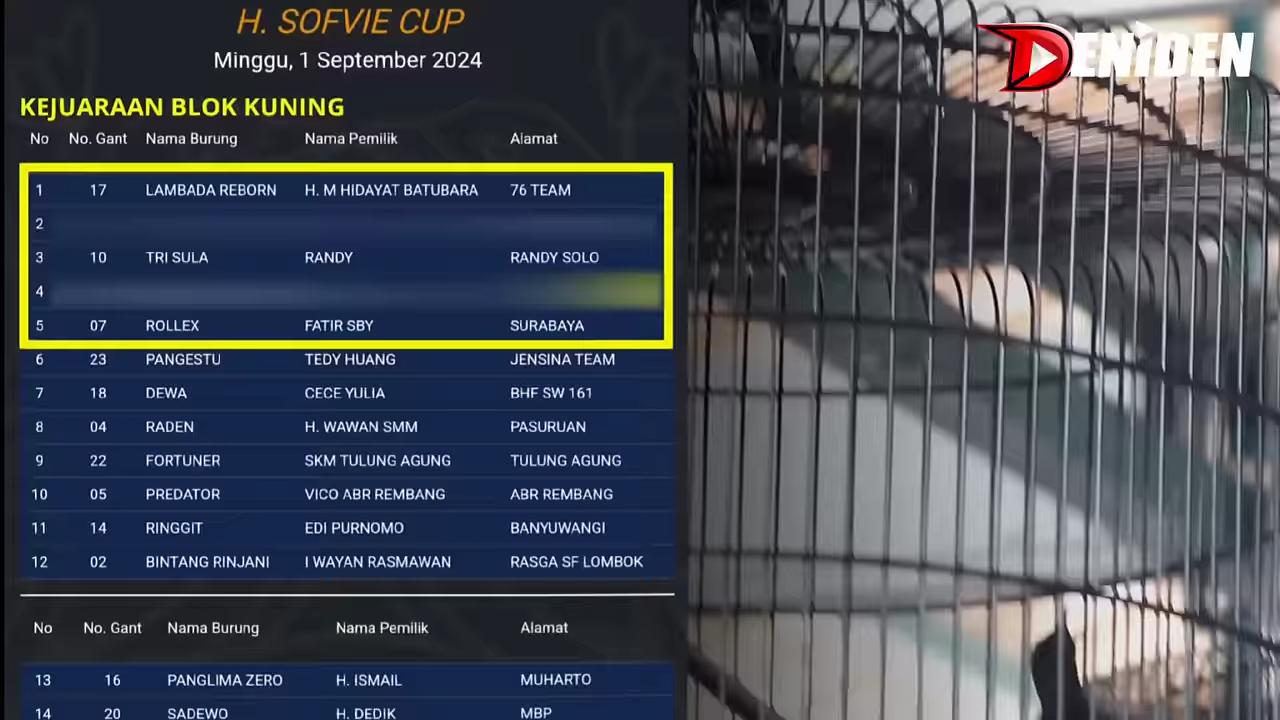 H. SOFVIE CUP
Minggu, 1 September 2024
KEJUARAAN BLOK KUNING
No No. Gant Nama Burung Nama Pemilik Alamat
1 17 LAMBADA REBORN H. M HIDAYAT BATUBARA 76 TEAM
2
3 10 TRI SULA RANDY RANDY SOLO
4
5 07 ROLLEX FATIR SBY SURABAYA
6 23 PANGESTU TEDY HUANG JENSINA TEAM
7 18 DEWA CECE YULIA BHF SW 161
8 04 RADEN H. WAWAN SMM PASURUAN
9 22 FORTUNER SKM TULUNG AGUNG TULUNG AGUNG
10 05 PREDATOR VICO ABR REMBANG ABR REMBANG
11 14 RINGGIT EDI PURNOMO BANYUWANGI
12 02 BINTANG RINJANI I WAYAN RASMAWAN RASGA SF LOMBOK
No No. Gant Nama Burung Nama Pemilik Alamat
13 16 PANGLIMA ZERO H. ISMAIL MUHARTO
14 20 SADEWO H. DEDIK MBP
DENIDEN